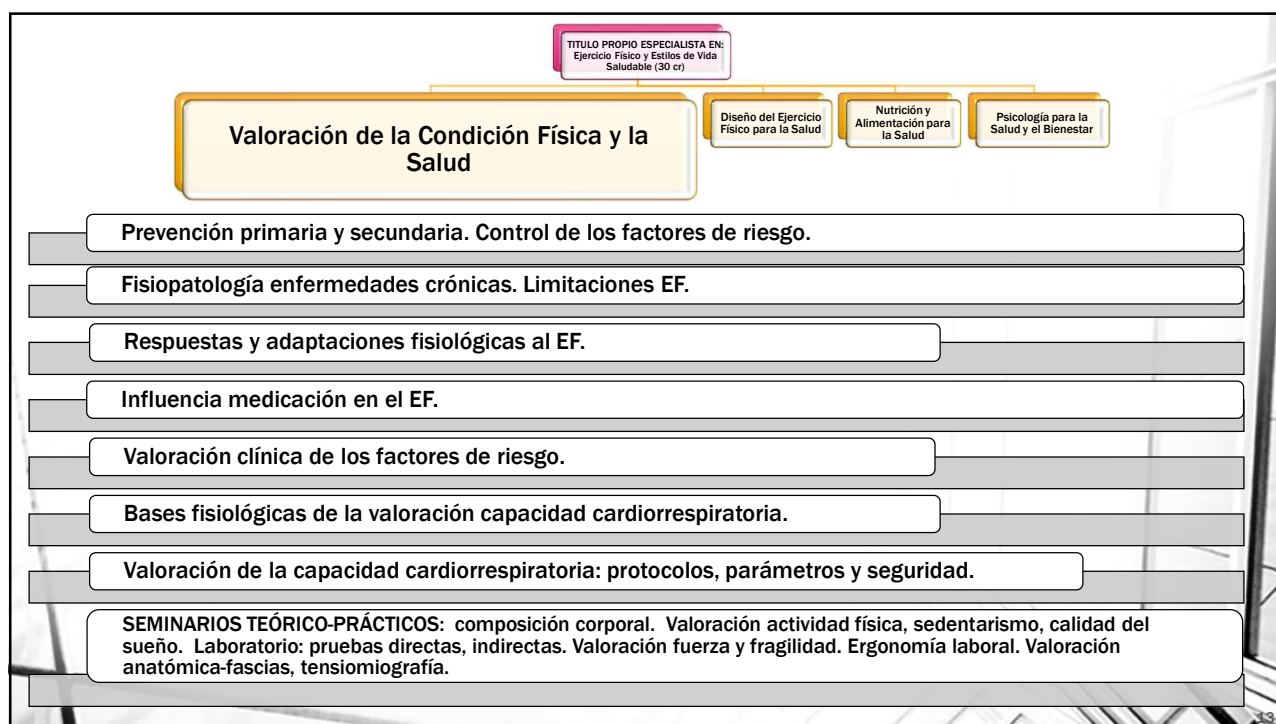 TITULO PROPIO ESPECIALISTA EN:
Ejercicio Físico y Estilos de Vida
Saludable (30 cr)
Valoración de la Condición Física y la
Salud
Diseño del Ejercicio
Físico para la Salud
Nutrición y
Alimentación para
la Salud
Psicología para la
Salud y el Bienestar
Prevención primaria y secundaria. Control de los factores de riesgo.
Fisiopatología enfermedades crónicas. Limitaciones EF.
Respuestas y adaptaciones fisiológicas al EF.
Influencia medicación en el EF.
Valoración clínica de los factores de riesgo.
Bases fisiológicas de la valoración capacidad cardiorrespiratoria.
Valoración de la capacidad cardiorrespiratoria: protocolos, parámetros y seguridad.
SEMINARIOS TEÓRICO-PRÁCTICOS: composición corporal. Valoración actividad física, sedentarismo, calidad del
sueño. Laboratorio: pruebas directas, indirectas. Valoración fuerza y fragilidad. Ergonomía laboral. Valoración
anatómica-fascias, tensiomiografía.
13